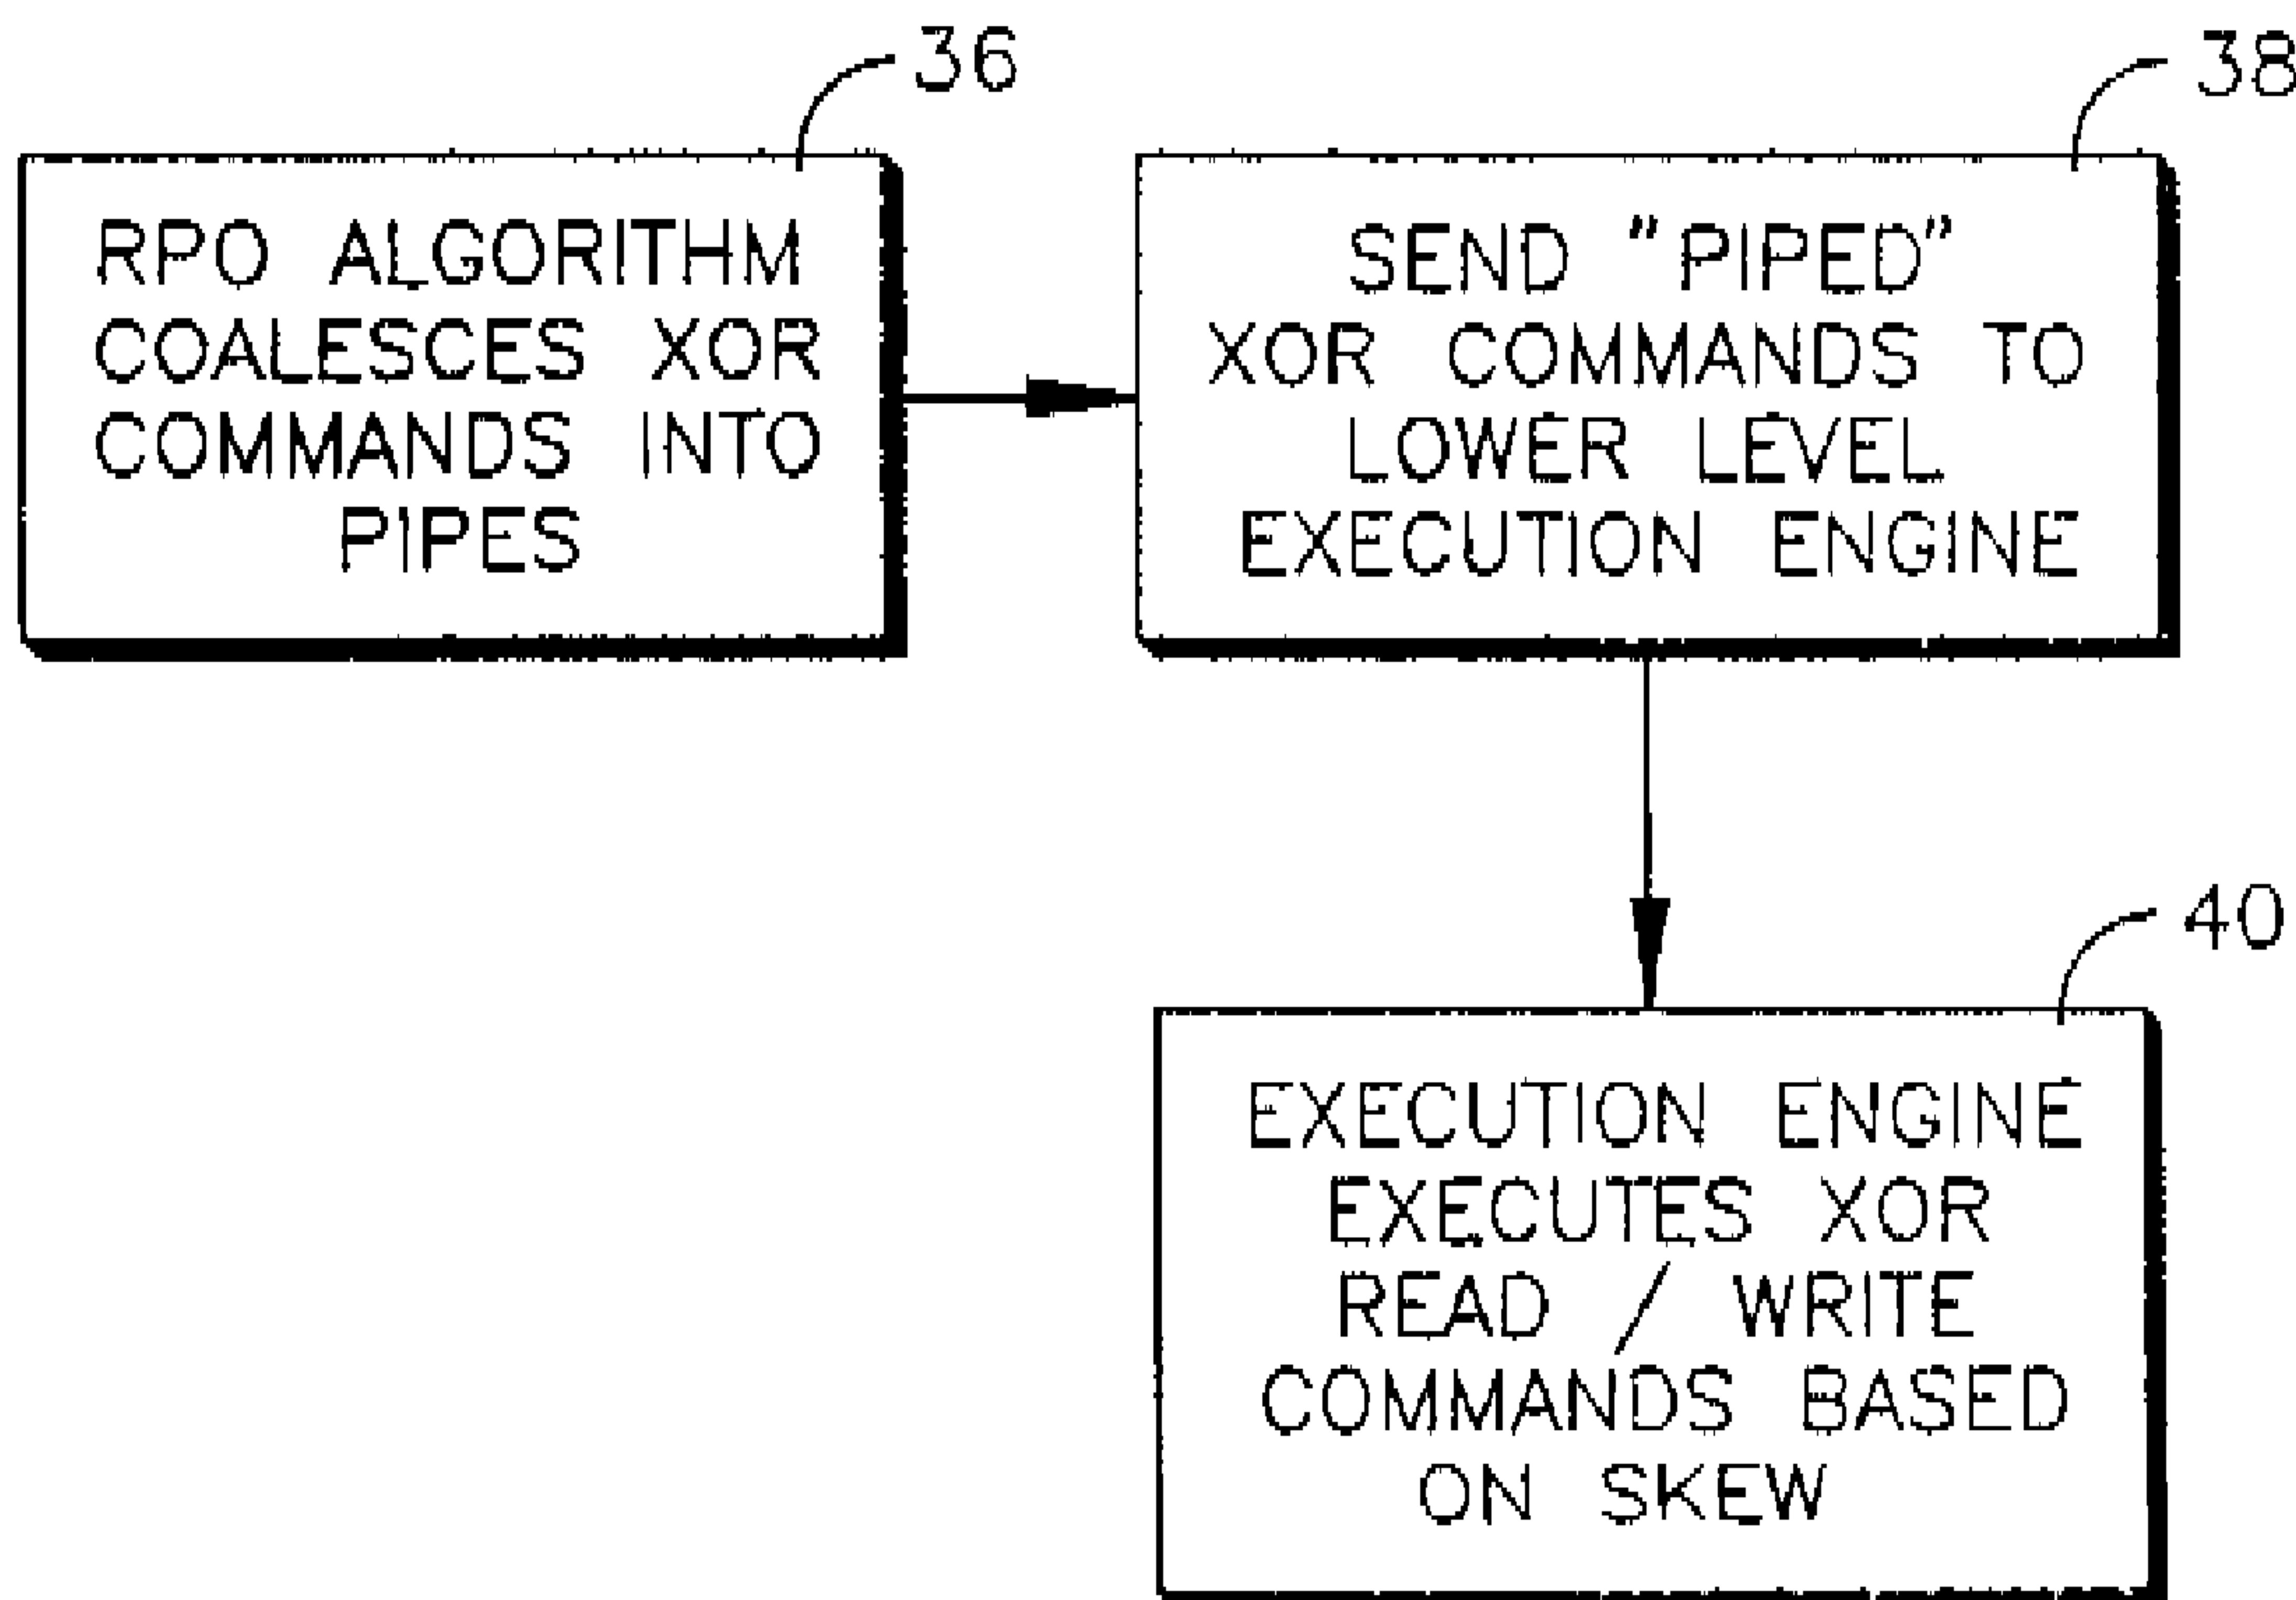 36
RPO ALGORITHM
COALESCES XOR
COMMANDS INTO
PIPES
38
SEND "PIPED"
XOR COMMANDS TO
LOWER LEVEL
EXECUTION ENGINE
40
EXECUTION ENGINE
EXECUTES XOR
READ / WRITE
COMMANDS BASED
ON SKEW